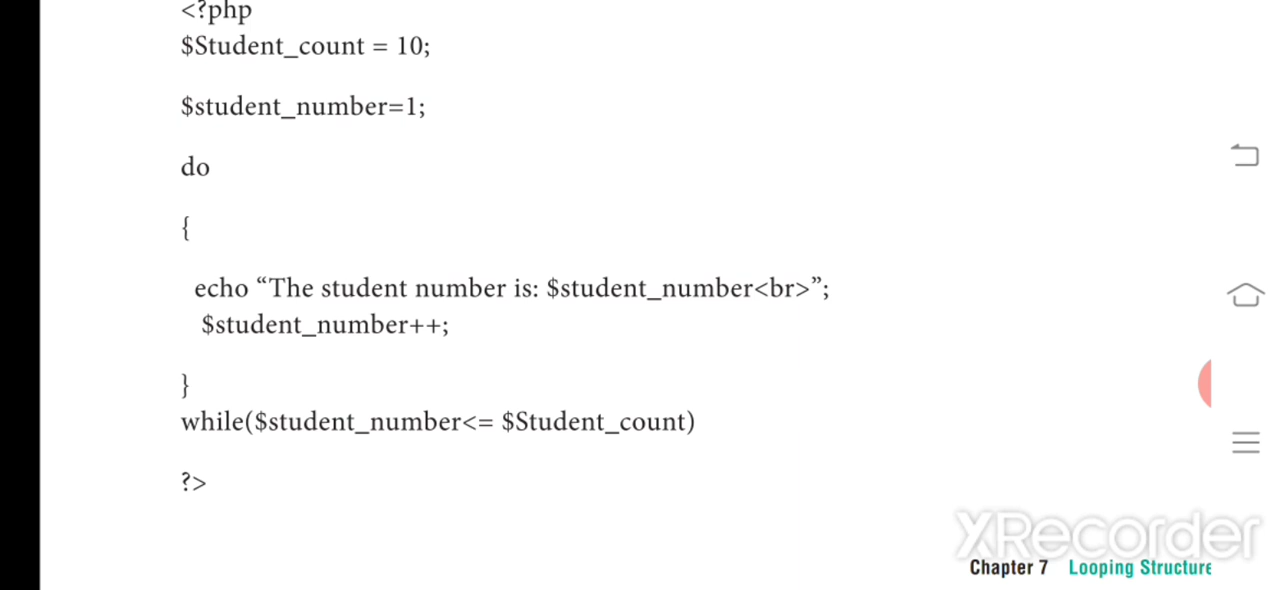 <?php
$Student_count = 10;
$student_number=1;
do
{
echo “The student number is: $student_number<br>”;
$student_number++;
}
while($student_number<= $Student_count)
?>
XRecorder
Chapter 7 Looping Structure